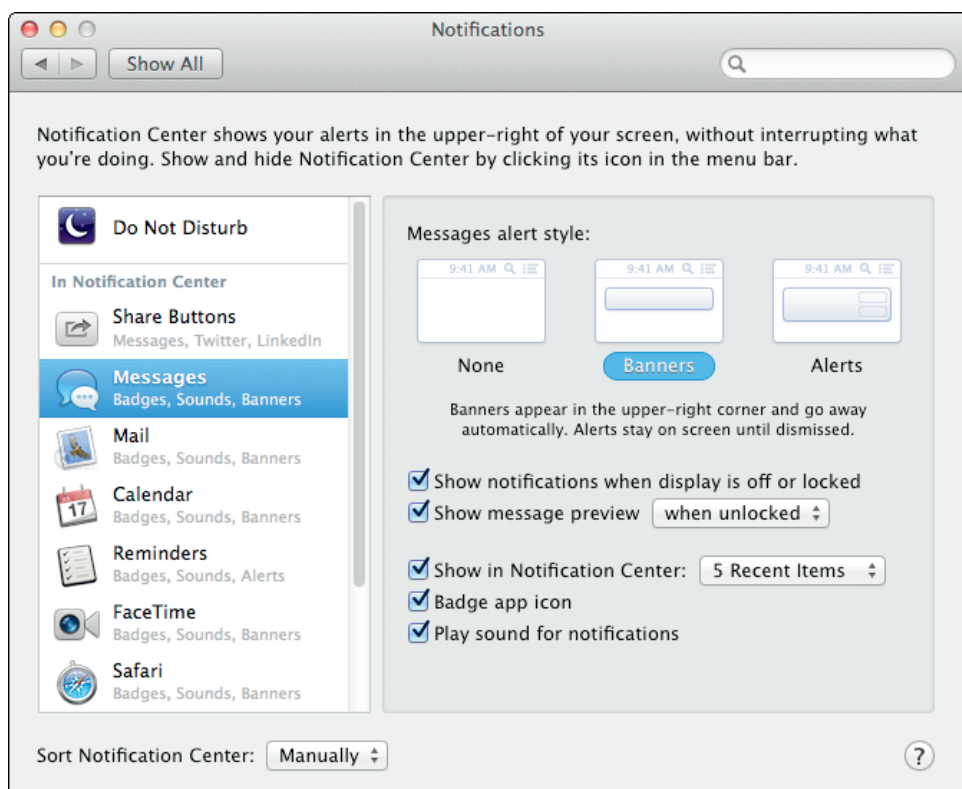 Notifications
Show All
Notification Center shows your alerts in the upper-right of your screen, without interrupting what
you're doing. Show and hide Notification Center by clicking its icon in the menu bar.
Do Not Disturb
In Notification Center
Share Buttons
Messages, Twitter, LinkedIn
Messages
Badges, Sounds, Banners
Mail
Badges, Sounds, Banners
17
Calendar
Badges, Sounds, Banners
Reminders
Badges, Sounds, Alerts
FaceTime
Badges, Sounds, Banners
Safari
Badges, Sounds, Banners
Messages alert style:
9:41 AM 9:41 AM 9:41 AM
None Banners Alerts
Banners appear in the upper-right corner and go away
automatically. Alerts stay on screen until dismissed.
Show notifications when display is off or locked
Show message preview when unlocked
Show in Notification Center: 5 Recent Items
Badge app icon
Play sound for notifications
Sort Notification Center: Manually ?